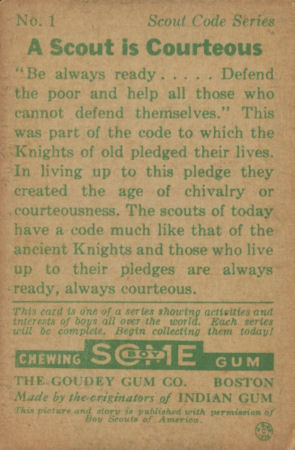 No. 1 Scout Code Series
A Scout is Courteous
"Be always ready . . . . . Defend
the poor and help all those who
cannot defend themselves." This
was part of the code to which the
Knights of old pledged their lives.
In living up to this pledge they
created the age of chivalry or
courteousness. The scouts of today
have a code much like that of the
ancient Knights and those who live
up to their pledges are always
ready, always courteous.
This card is one of a series showing activities and
interests of boys all over the world. Each series
will be complete. Begin collecting them today!
CHEWING SOME BOY GUM
THE GOUDEY GUM CO. BOSTON
Made by the originators of INDIAN GUM
This picture and story is published with permission of
Boy Scouts of America.